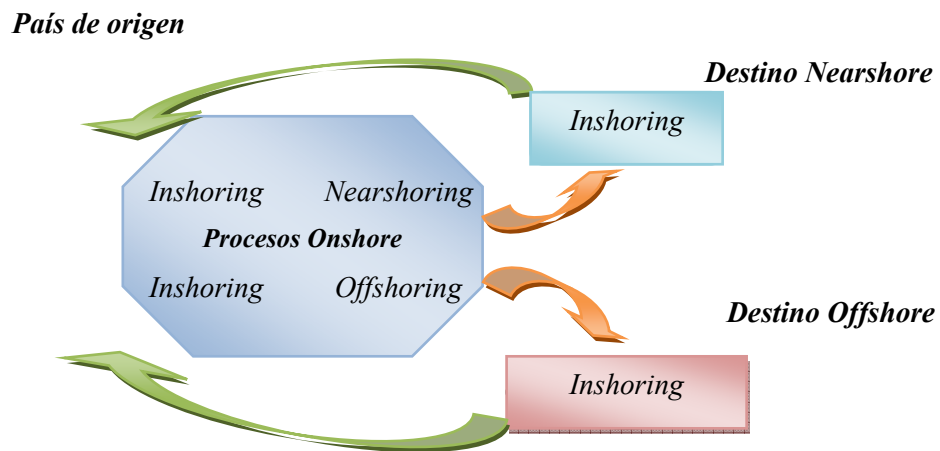 País de origen
Destino Nearshore
Inshoring
Inshoring Nearshoring
Procesos Onshore
Inshoring Offshoring
Destino Offshore
Inshoring